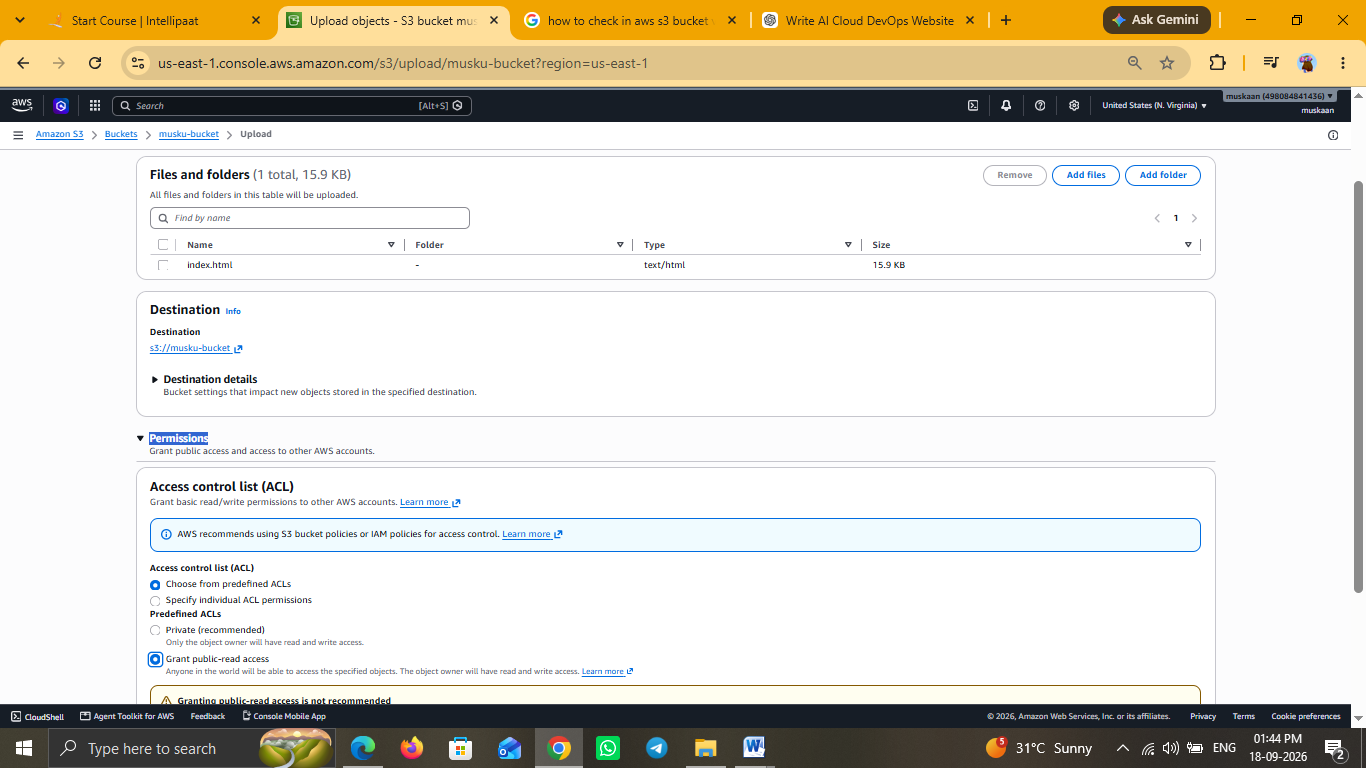 Start Course | Intellipaat
Upload objects - S3 bucket mus
how to check in aws s3 bucket
Write AI Cloud DevOps Website
Ask Gemini
us-east-1.console.aws.amazon.com/s3/upload/musku-bucket?region=us-east-1
aws
Search
[Alt+S]
United States (N. Virginia)
muskaan (498084841436)
muskaan
Amazon S3
Buckets
musku-bucket
Upload
Files and folders (1 total, 15.9 KB)
Remove
Add files
Add folder
All files and folders in this table will be uploaded.
Find by name
1
Name
Folder
Type
Size
index.html
-
text/html
15.9 KB
Destination
Info
Destination
s3://musku-bucket
Destination details
Bucket settings that impact new objects stored in the specified destination.
Permissions
Grant public access and access to other AWS accounts.
Access control list (ACL)
Grant basic read/write permissions to other AWS accounts. Learn more
AWS recommends using S3 bucket policies or IAM policies for access control. Learn more
Access control list (ACL)
Choose from predefined ACLs
Specify individual ACL permissions
Predefined ACLs
Private (recommended)
Only the object owner will have read and write access.
Grant public-read access
Anyone in the world will be able to access the specified objects. The object owner will have read and write access. Learn more
Granting public-read access is not recommended
CloudShell
Agent Toolkit for AWS
Feedback
Console Mobile App
© 2026, Amazon Web Services, Inc. or its affiliates.
Privacy
Terms
Cookie preferences
Type here to search
5
31°C Sunny
ENG
01:44 PM
18-09-2026
2